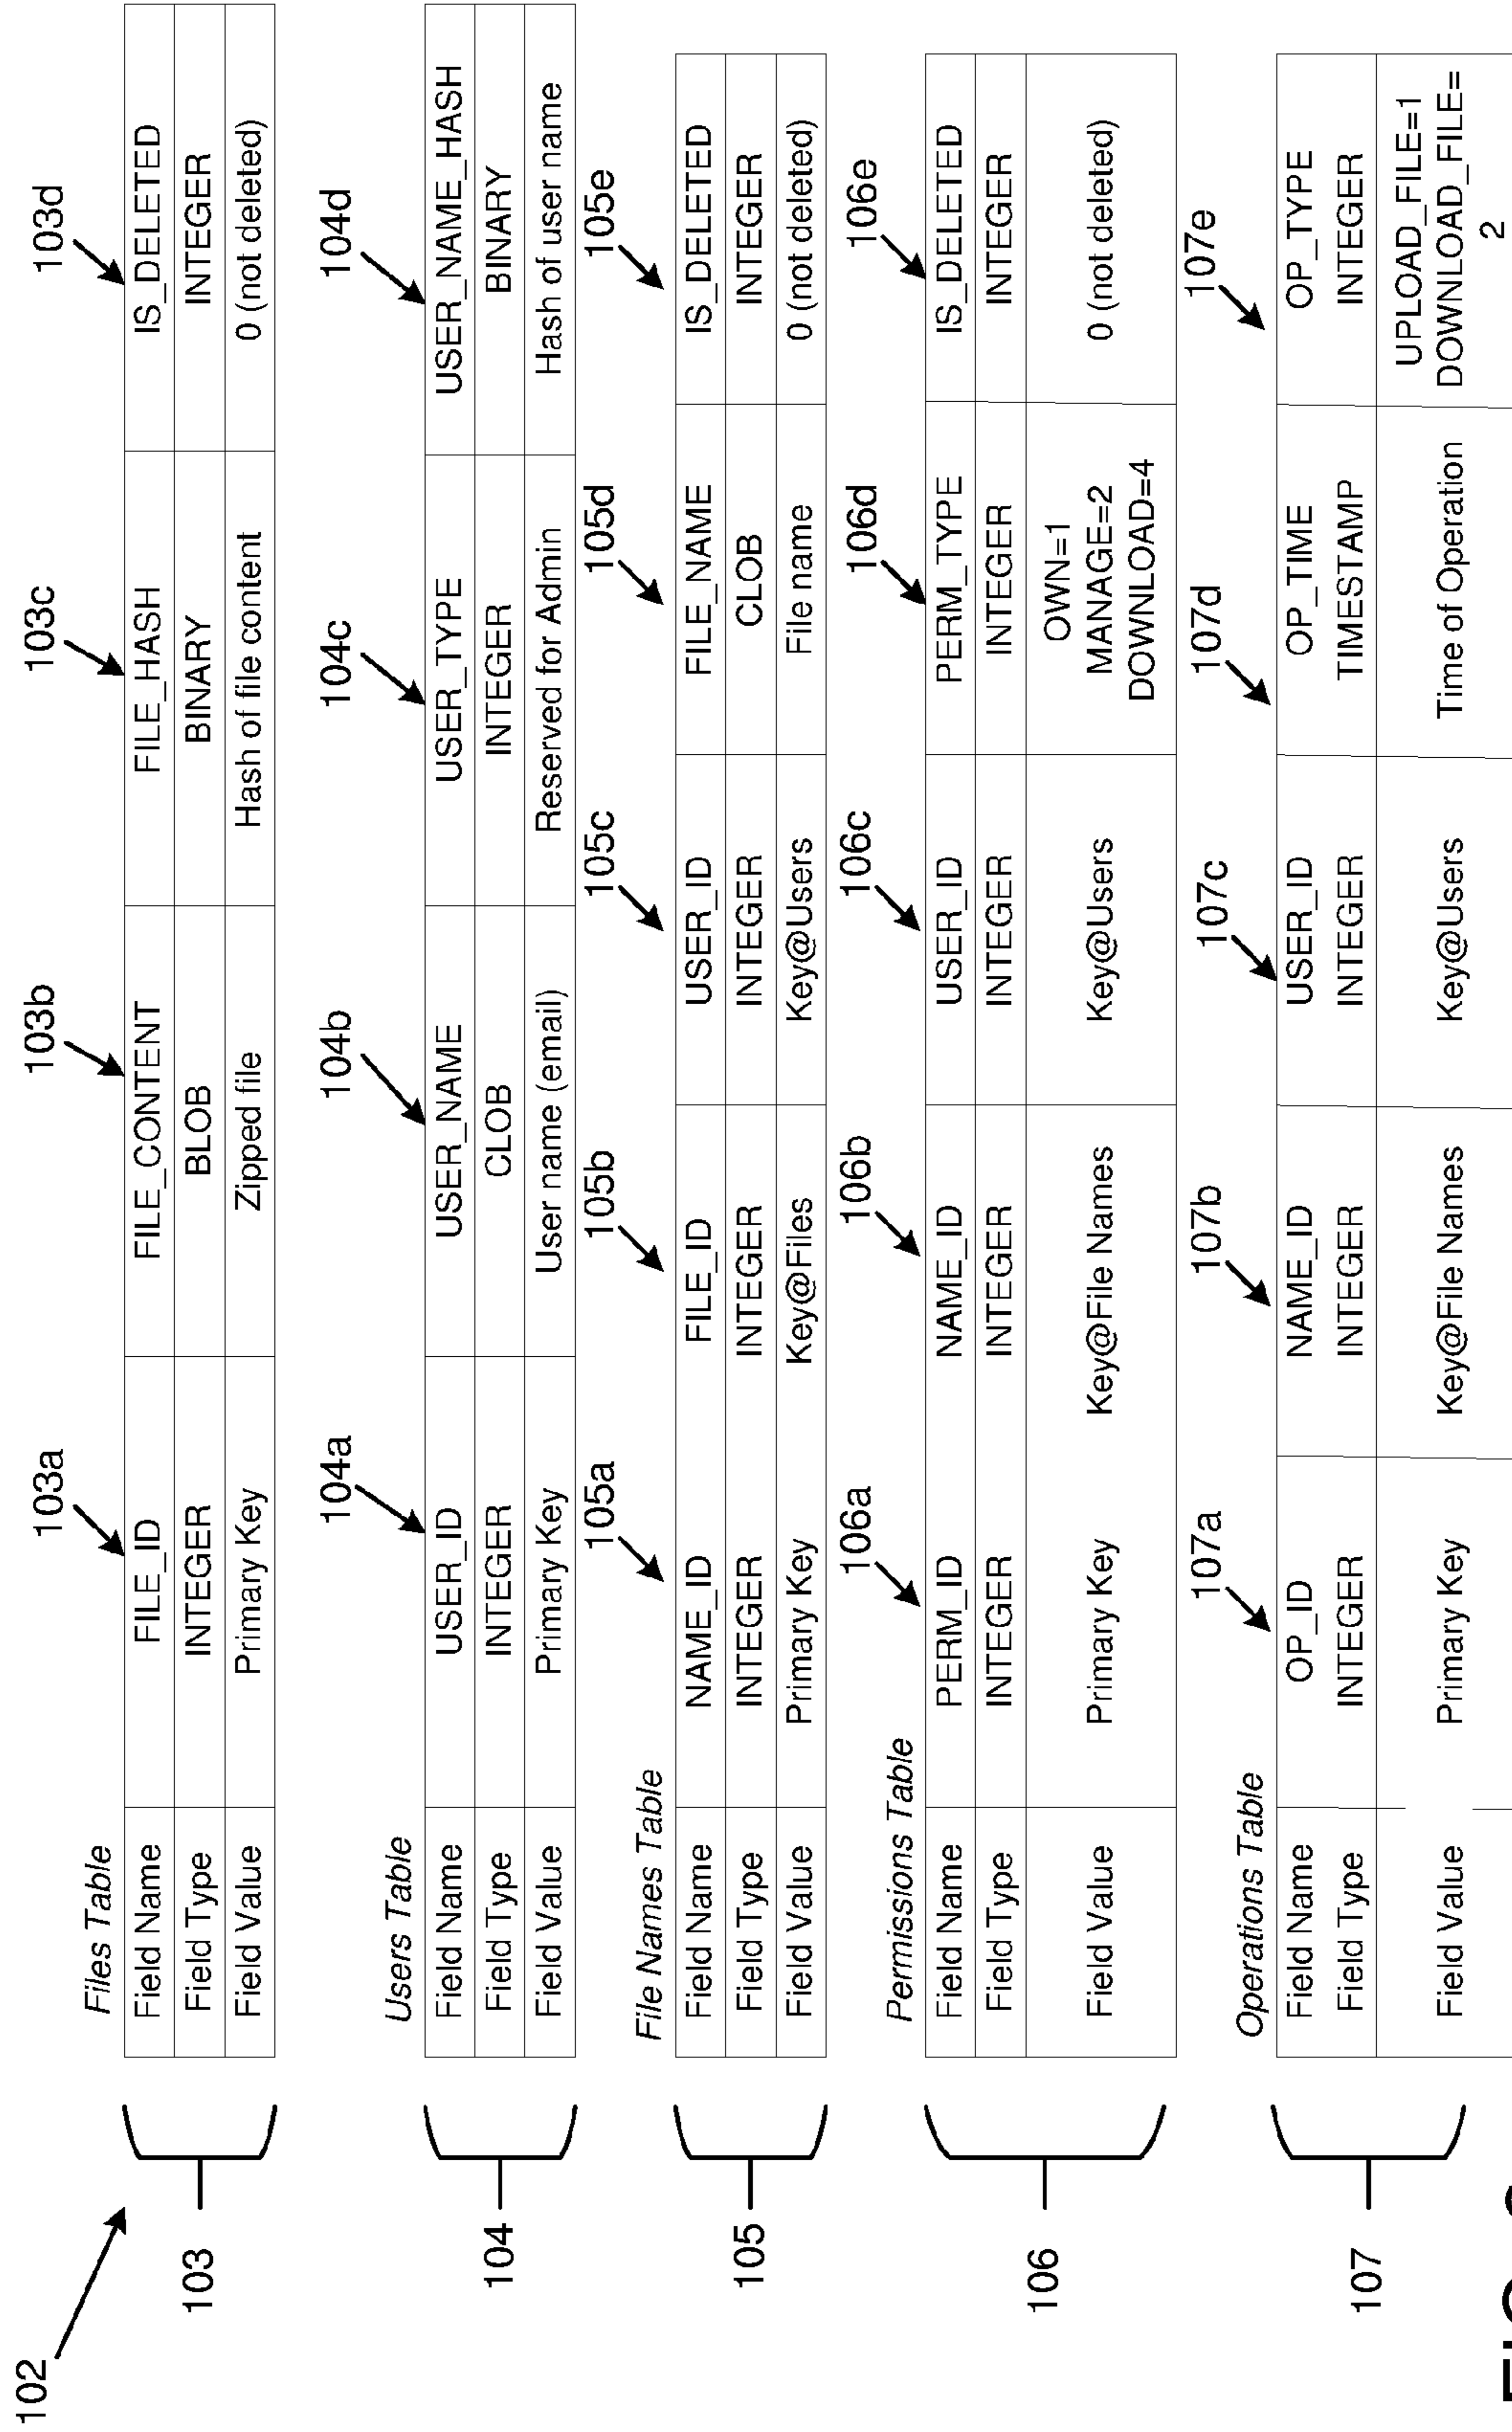 102
103
103a
103b
103c
103d
Files Table
Field Name FILE_ID FILE_CONTENT FILE_HASH IS_DELETED
Field Type INTEGER BLOB BINARY INTEGER
Field Value Primary Key Zipped file Hash of file content 0 (not deleted)
104
104a
104b
104c
104d
Users Table
Field Name USER_ID USER_NAME USER_TYPE USER_NAME_HASH
Field Type INTEGER CLOB INTEGER BINARY
Field Value Primary Key User name (email) Reserved for Admin Hash of user name
105
105a
105b
105c
105d
105e
File Names Table
Field Name NAME_ID FILE_ID USER_ID FILE_NAME IS_DELETED
Field Type INTEGER INTEGER INTEGER CLOB INTEGER
Field Value Primary Key Key@Files Key@Users File name 0 (not deleted)
106
106a
106b
106c
106d
106e
Permissions Table
Field Name PERM_ID NAME_ID USER_ID PERM_TYPE IS_DELETED
Field Type INTEGER INTEGER INTEGER INTEGER INTEGER
Field Value Primary Key Key@File Names Key@Users OWN=1
MANAGE=2
DOWNLOAD=4
0 (not deleted)
107
107a
107b
107c
107d
107e
Operations Table
Field Name OP_ID NAME_ID USER_ID OP_TIME OP_TYPE
Field Type INTEGER INTEGER INTEGER TIMESTAMP INTEGER
Field Value Primary Key Key@File Names Key@Users Time of Operation UPLOAD_FILE=1
DOWNLOAD_FILE=
2